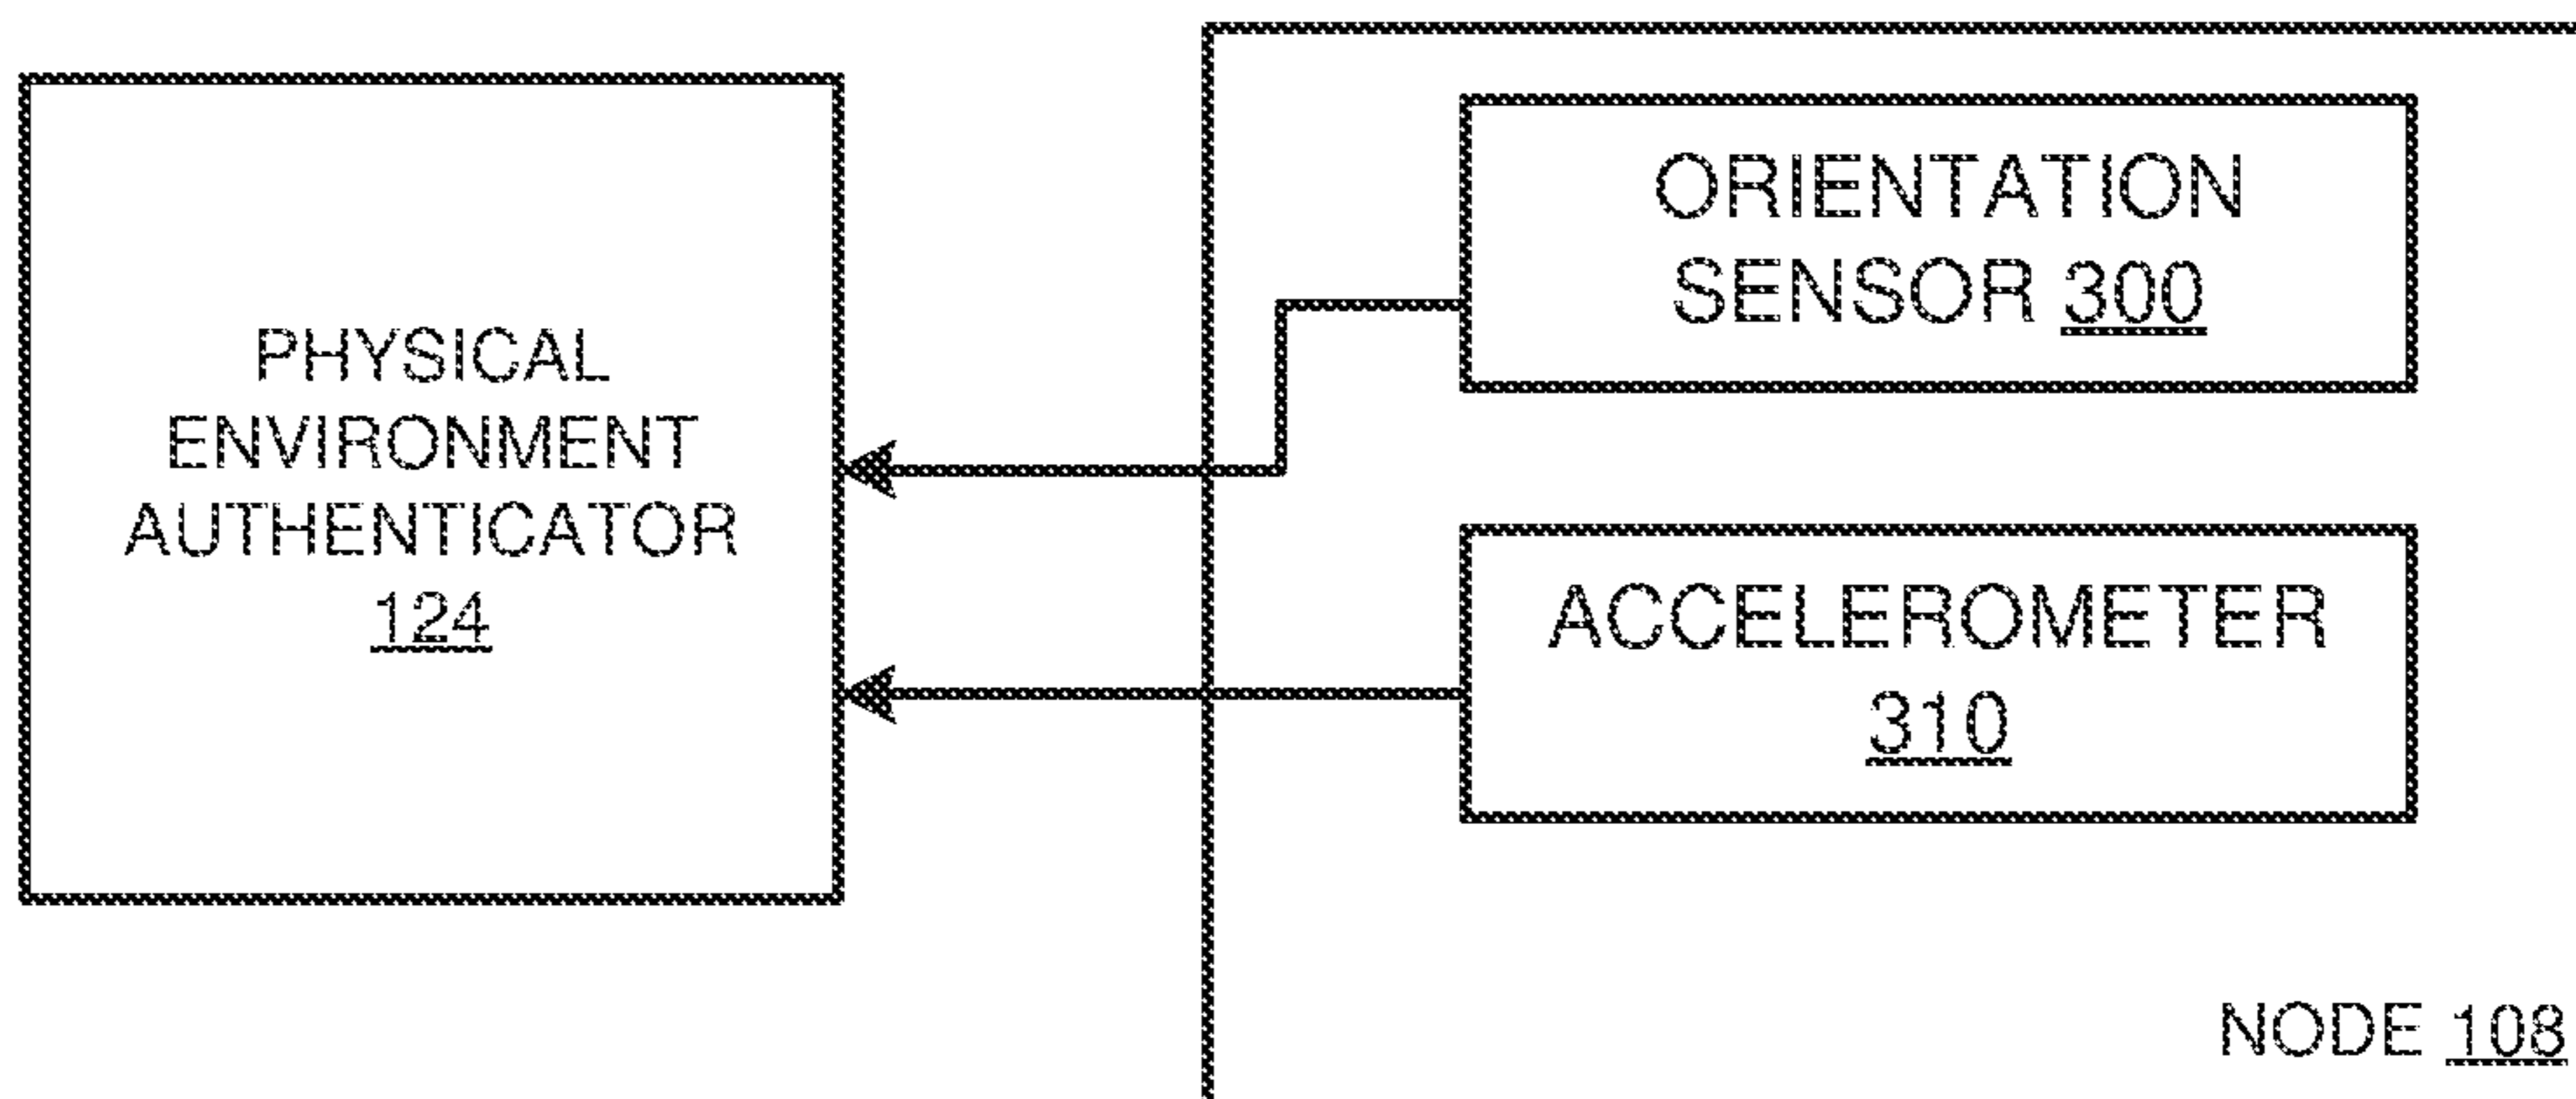 PHYSICAL
ENVIRONMENT
AUTHENTICATOR
124
ORIENTATION
SENSOR 300
ACCELEROMETER
310
NODE 108